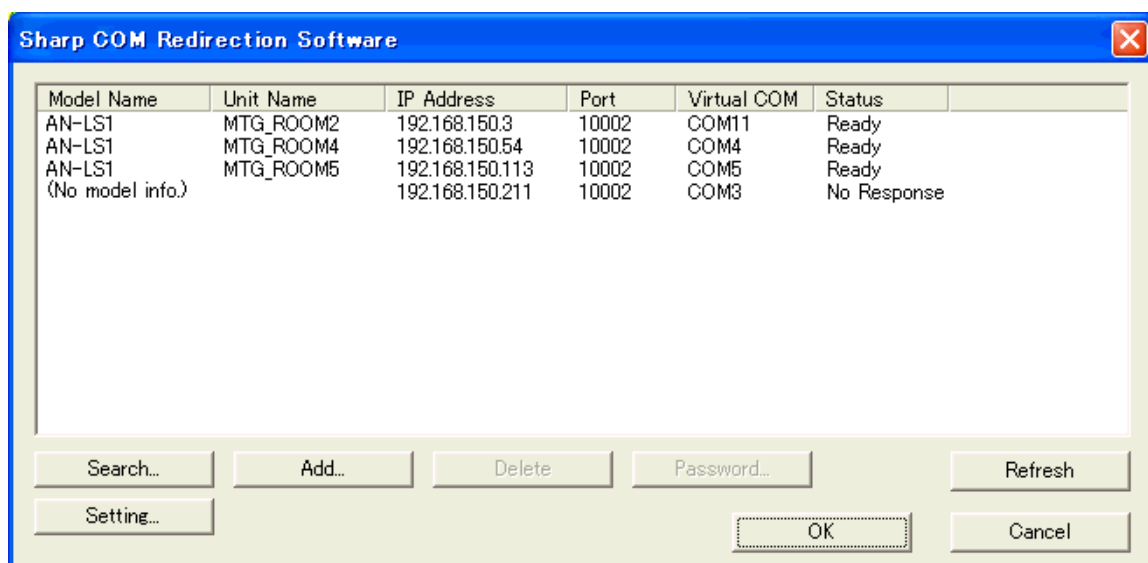 Sharp COM Redirection Software
Model Name Unit Name IP Address Port Virtual COM Status
AN-LS1 MTG_ROOM2 192.168.150.3 10002 COM11 Ready
AN-LS1 MTG_ROOM4 192.168.150.54 10002 COM4 Ready
AN-LS1 MTG_ROOM5 192.168.150.113 10002 COM5 Ready
(No model info.) 192.168.150.211 10002 COM3 No Response
Search... Add... Delete Password... Refresh
Setting... OK Cancel